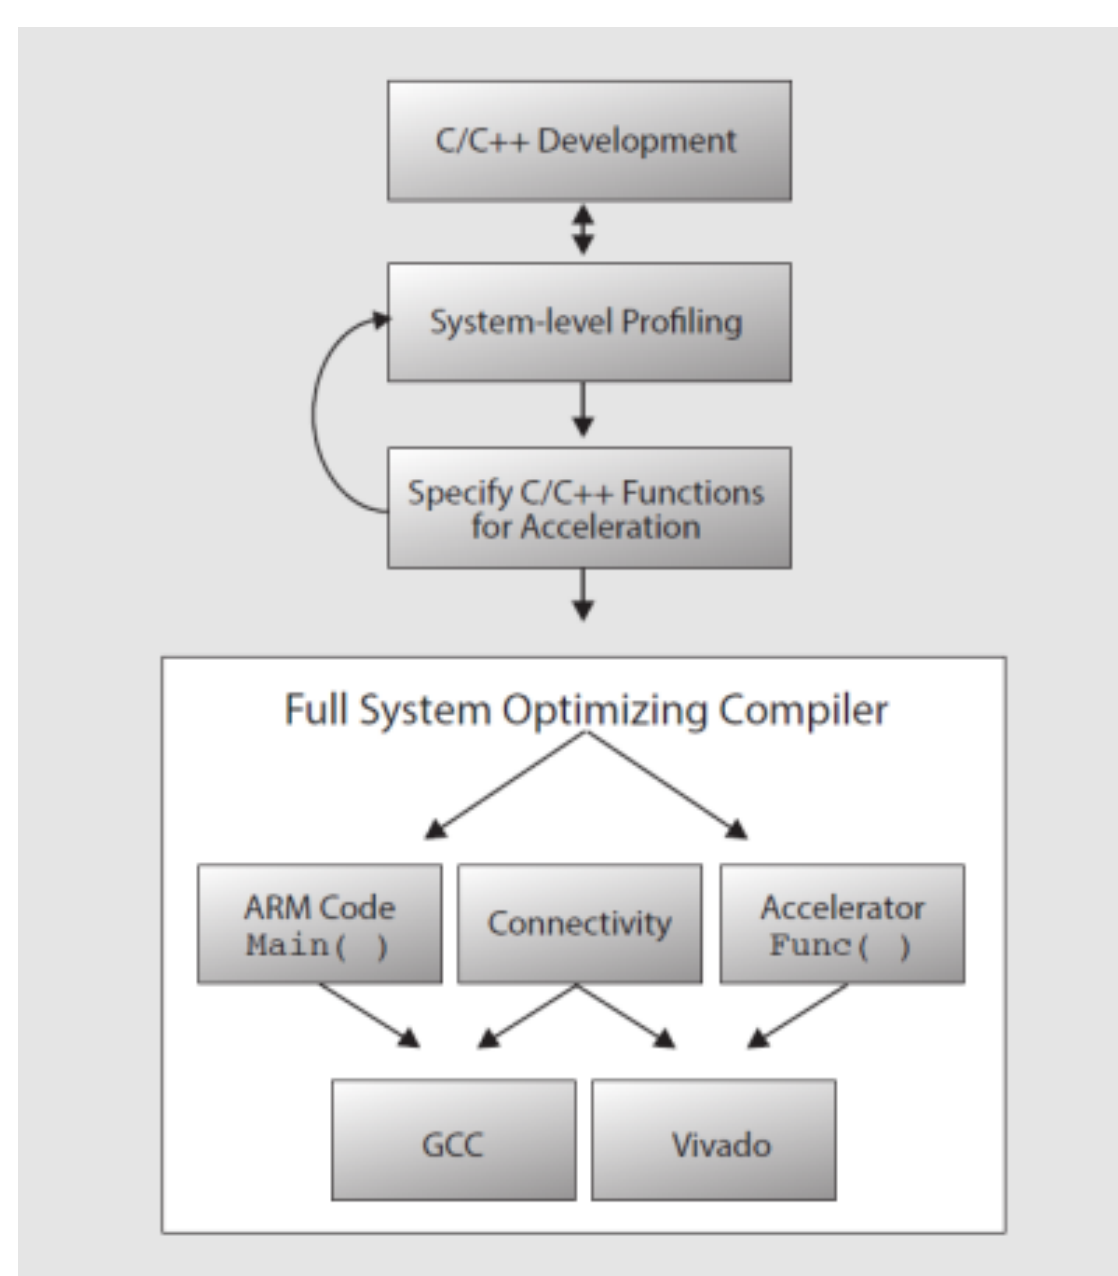 C/C++ Development
System-level Profiling
Specify C/C++ Functions
for Acceleration
Full System Optimizing Compiler
ARM Code
Main( )
Connectivity
Accelerator
Func( )
GCC
Vivado